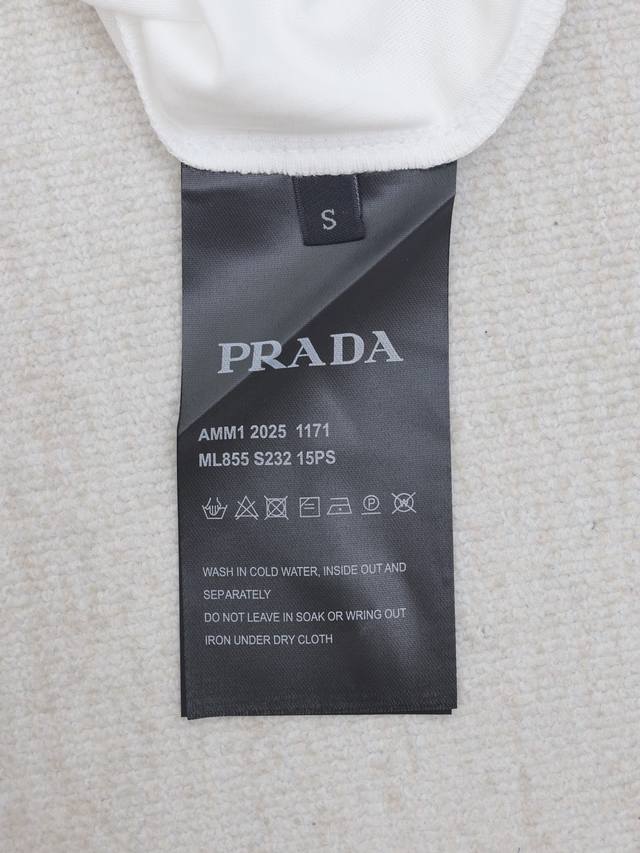 S
PRADA
AMM1 2025 1171
ML855 S232 15PS
P W
WASH IN COLD WATER, INSIDE OUT AND
SEPARATELY
DO NOT LEAVE IN SOAK OR WRING OUT
IRON UNDER DRY CLOTH